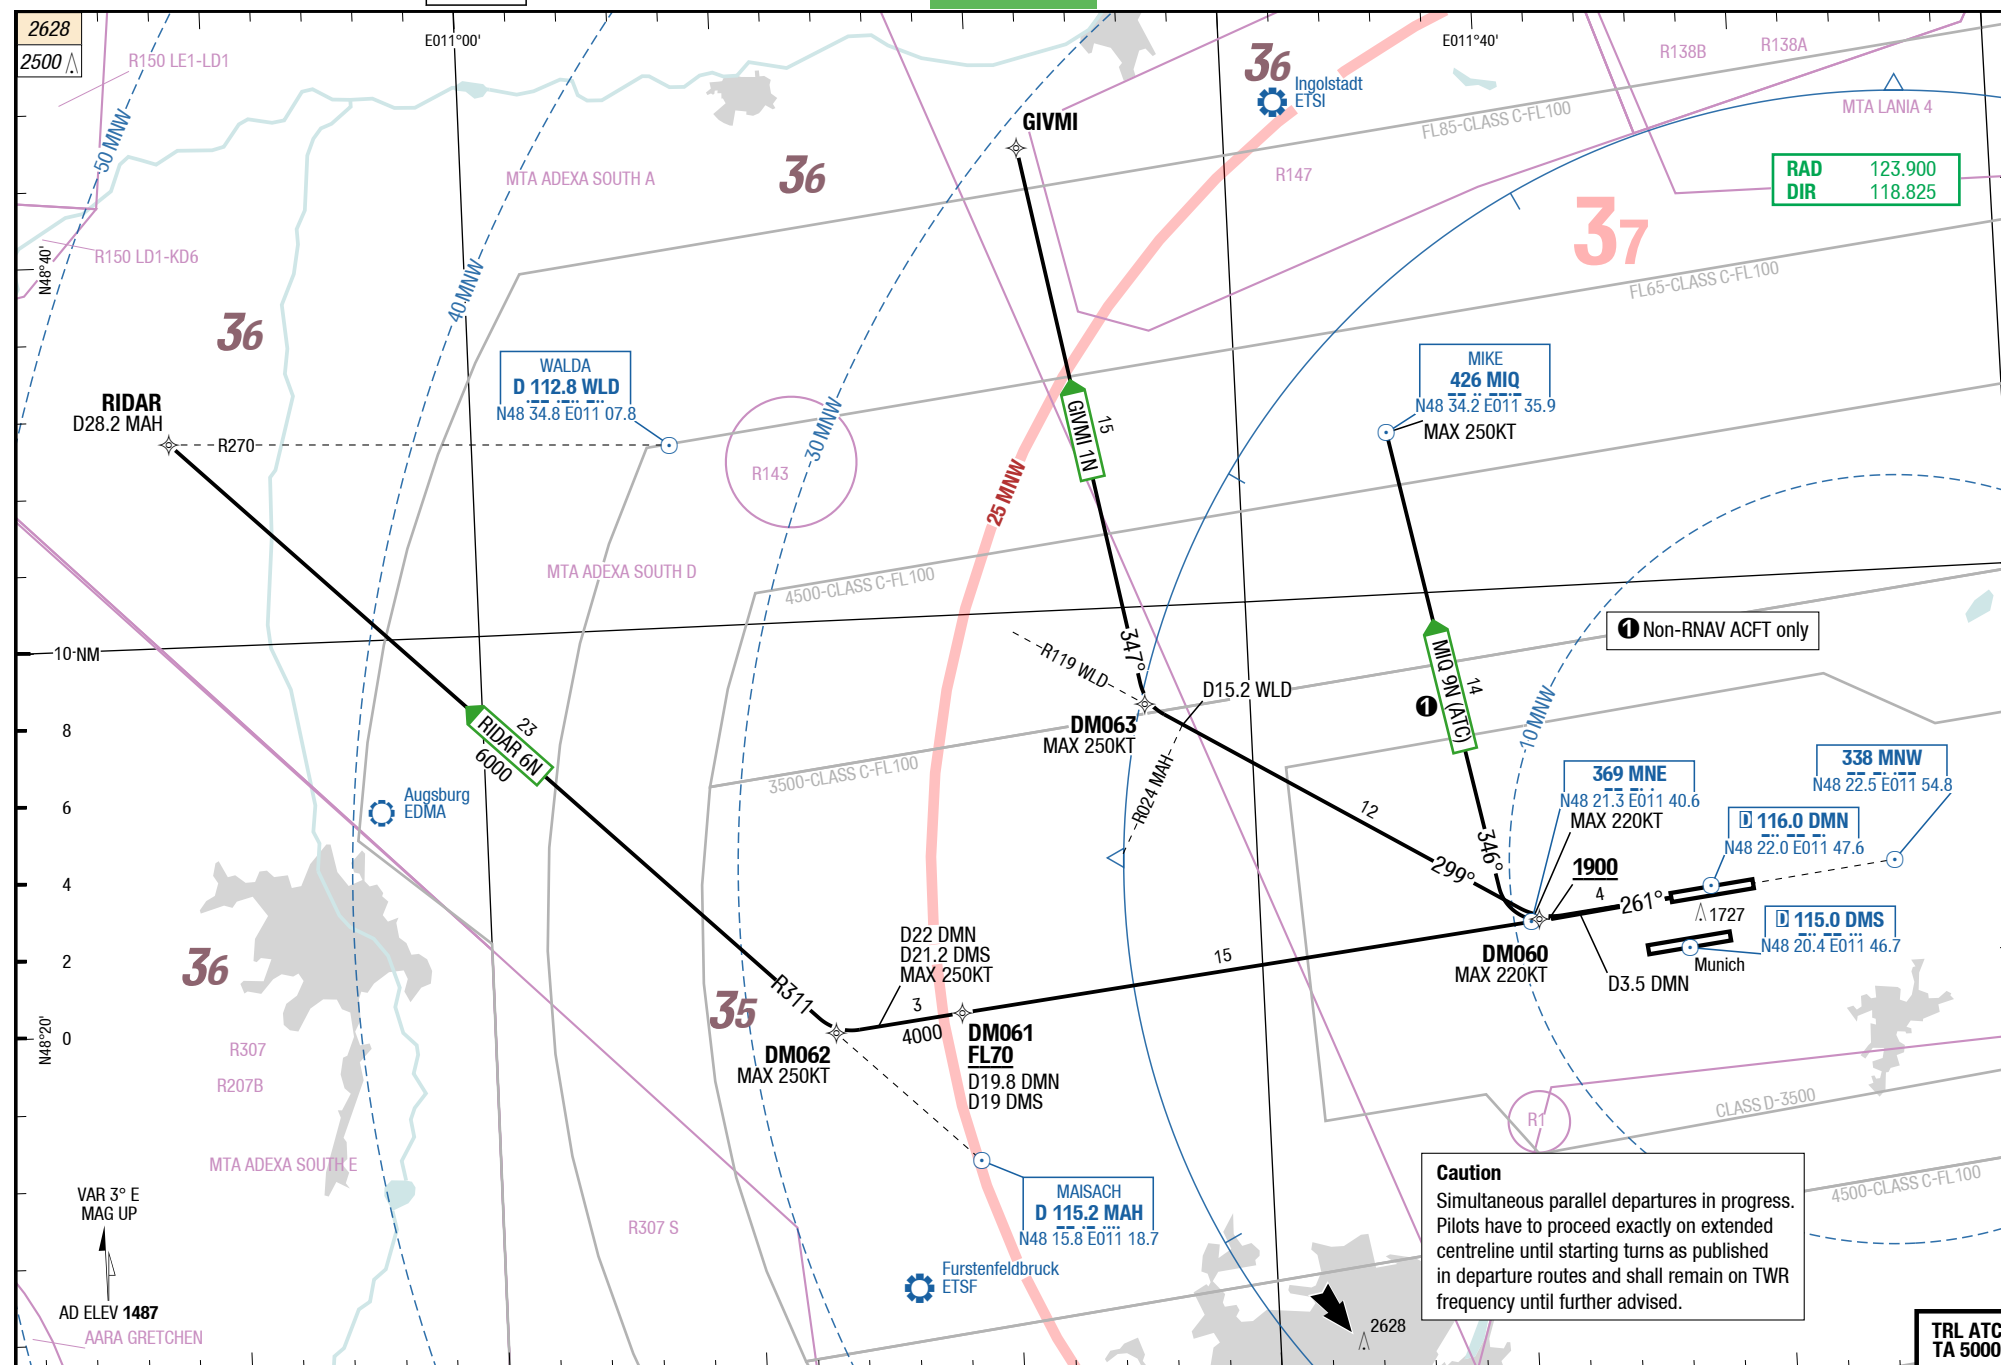 2628
2500
E011°00'
E011°40'
R150 LE1-LD1
50 MNW
Ingolstadt
ETSI
36
R138B
R138A
MTA LANIA 4
FL85-CLASS C-FL100
GIVMI
MTA ADEXA SOUTH A
36
R147
RAD 123.900
DIR 118.825
37
N48°40'
R150 LD1-KD6
40 MNW
FL65-CLASS C-FL100
36
WALDA
D 112.8 WLD
N48 34.8 E011 07.8
MIKE
426 MIQ
N48 34.2 E011 35.9
MAX 250KT
RIDAR
D28.2 MAH
R270
30 MNW
R143
GIVMI 1N
15
25 MNW
MTA ADEXA SOUTH D
4500-CLASS C-FL100
347°
R119 WLD
1 Non-RNAV ACFT only
10 NM
8
6
4
2
0
MIQ 9N (ATC)
14
1
D15.2 WLD
DM063
MAX 250KT
10 MNW
RIDAR 6N
23
6000
3500-CLASS C-FL100
R024 MAH
Augsburg
EDMA
12
299°
346°
369 MNE
N48 21.3 E011 40.6
MAX 220KT
338 MNW
N48 22.5 E011 54.8
D 116.0 DMN
N48 22.0 E011 47.6
1900
4
261°
1727
D 115.0 DMS
N48 20.4 E011 46.7
Munich
D3.5 DMN
DM060
MAX 220KT
15
D22 DMN
D21.2 DMS
MAX 250KT
36
35
R311
3
4000
DM062
MAX 250KT
DM061
FL70
D19.8 DMN
D19 DMS
N48°20'
R307
R207B
MTA ADEXA SOUTH E
R307 S
R1
CLASS D-3500
4500-CLASS C-FL100
VAR 3° E
MAG UP
AD ELEV 1487
AARA GRETCHEN
MAISACH
D 115.2 MAH
N48 15.8 E011 18.7
Furstenfeldbruck
ETSF
2628
Caution
Simultaneous parallel departures in progress.
Pilots have to proceed exactly on extended
centreline until starting turns as published
in departure routes and shall remain on TWR
frequency until further advised.
TRL ATC
TA 5000